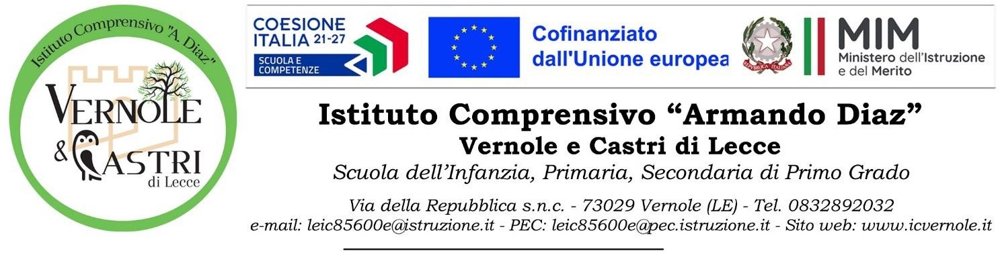 Istituto Comprensivo "A. Diaz"
VERNOLE
& CASTRI
di Lecce
COESIONE
ITALIA 21-27
SCUOLA E
COMPETENZE
Cofinanziato
dall'Unione europea
REPVBBLICA ITALIANA
MIM
Ministero dell'Istruzione
e del Merito
Istituto Comprensivo “Armando Diaz”
Vernole e Castri di Lecce
Scuola dell’Infanzia, Primaria, Secondaria di Primo Grado
Via della Repubblica s.n.c. - 73029 Vernole (LE) - Tel. 0832892032
e-mail: leic85600e@istruzione.it - PEC: leic85600e@pec.istruzione.it - Sito web: www.icvernole.it